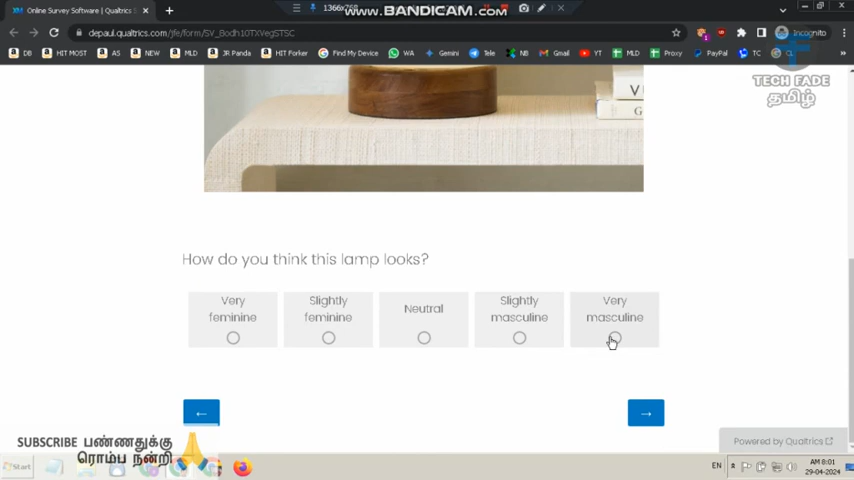 Online Survey Software | Qualtrics S
1366x768
www.BANDICAM.com
depaul.qualtrics.com/jfe/form/SV_8odh10TXVegSTSC
Incognito
DB
HIT MOST
AS
JR Panda
HIT Forker
Find My Device
WA
Gemini
Tele
NB
Gmail
YT
MLD
Proxy
PayPal
TC
CL
TECH FADE
தமிழ்
How do you think this lamp looks?
Very feminine
Slightly feminine
Neutral
Slightly masculine
Very masculine
←
→
SUBSCRIBE பண்ணதுக்கு
ரொம்ப நன்றி
Powered by Qualtrics
Start
EN
AM 8:01
29-04-2024